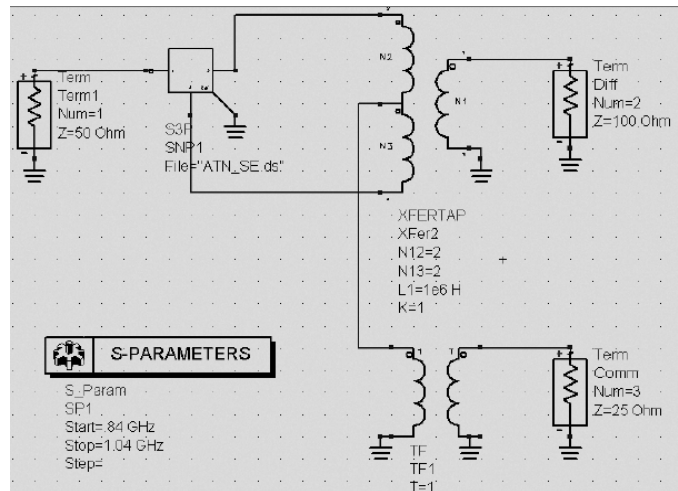 Term
Term1
Num=1
Z=50 Ohm
S3P
SNP1
File="ATN_SE.ds"
N2
N3
N1
Term
Diff
Num=2
Z=100 Ohm
XFERTAP
XFer2
N12=2
N13=2
L1=1e6 H
K=1
S-PARAMETERS
S_Param
SP1
Start=.84 GHz
Stop=1.04 GHz
Step=
TF
TF1
T=1
Term
Comm
Num=3
Z=25 Ohm